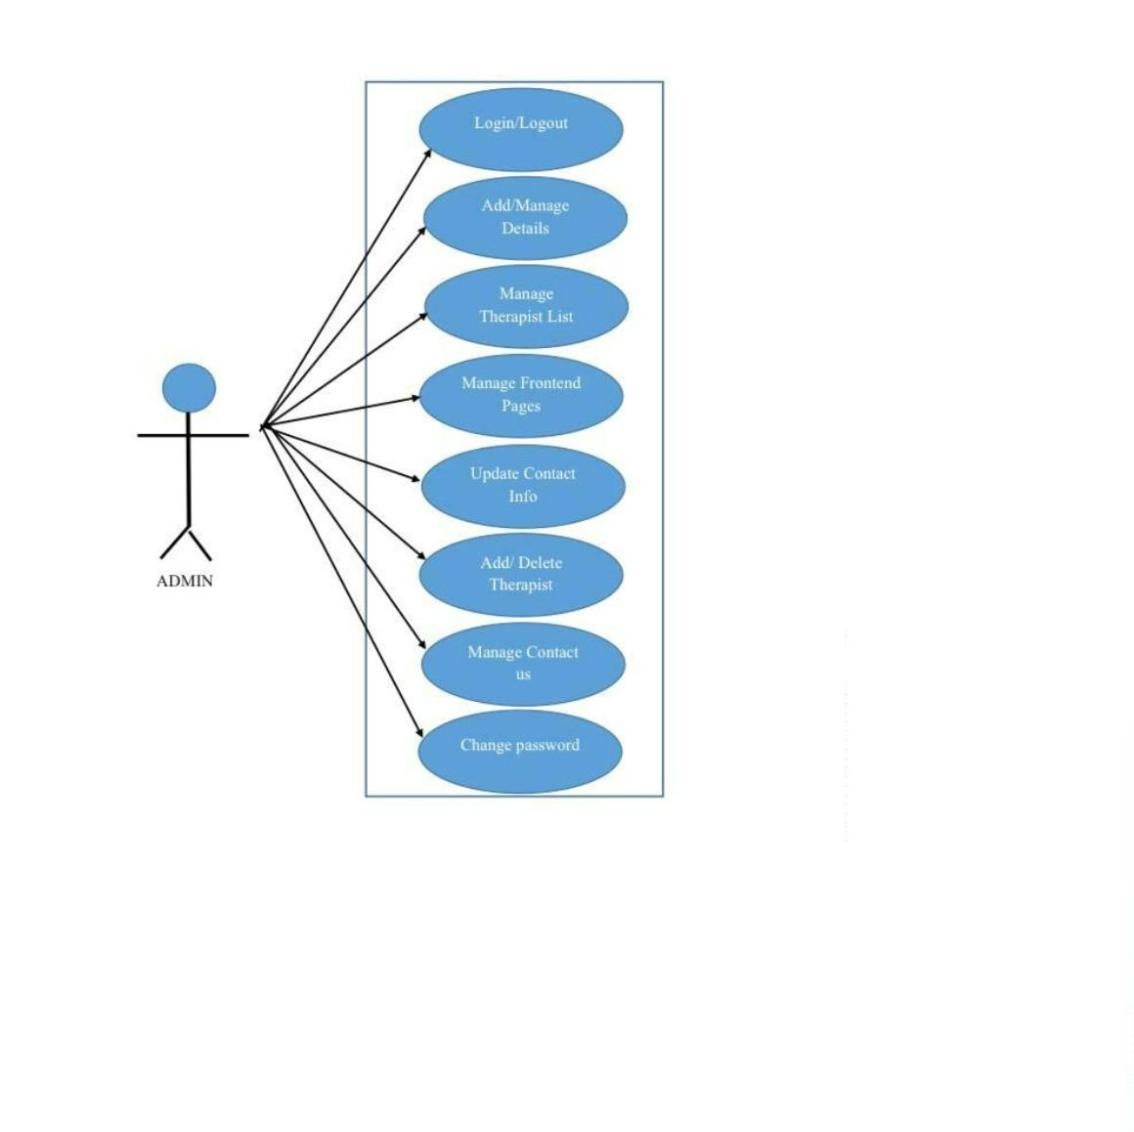 Login/Logout
Add/Manage
Details
Manage
Therapist List
Manage Frontend
Pages
Update Contact
Info
Add/ Delete
Therapist
Manage Contact
us
Change password
ADMIN